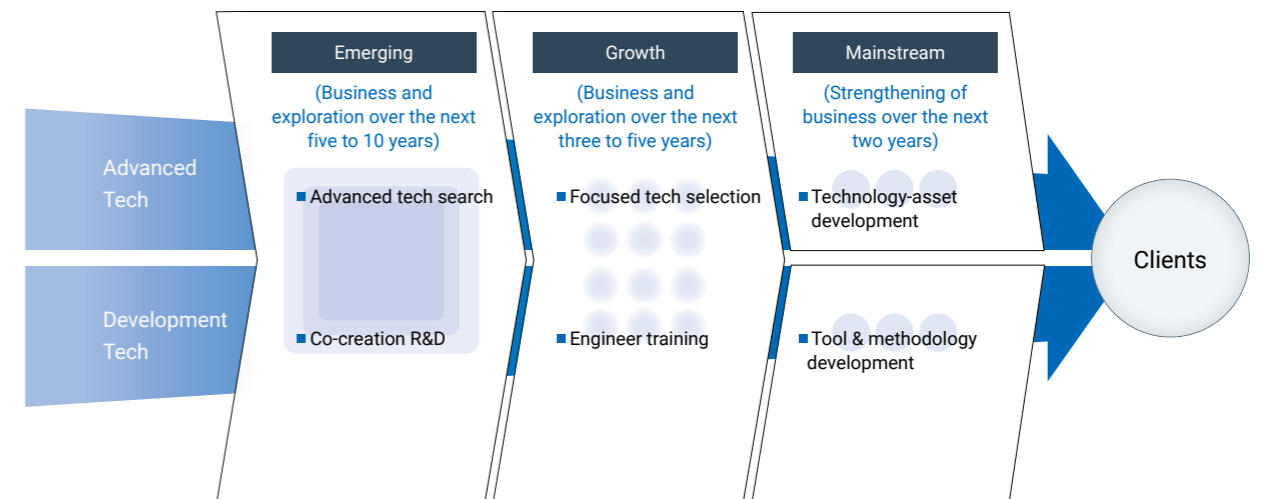 Emerging
(Business and
exploration over the next
five to 10 years)
Growth
(Business and
exploration over the next
three to five years)
Mainstream
(Strengthening of
business over the next
two years)
Advanced
Tech
Advanced tech search
Focused tech selection
Technology-asset
development
Clients
Development
Tech
Co-creation R&D
Engineer training
Tool & methodology
development